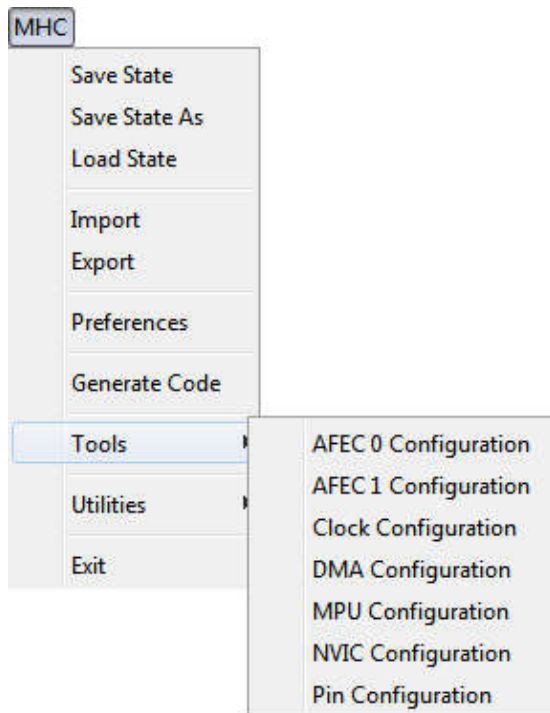 MHC
Save State
Save State As
Load State
Import
Export
Preferences
Generate Code
Tools
Utilities
Exit
AFEC 0 Configuration
AFEC 1 Configuration
Clock Configuration
DMA Configuration
MPU Configuration
NVIC Configuration
Pin Configuration